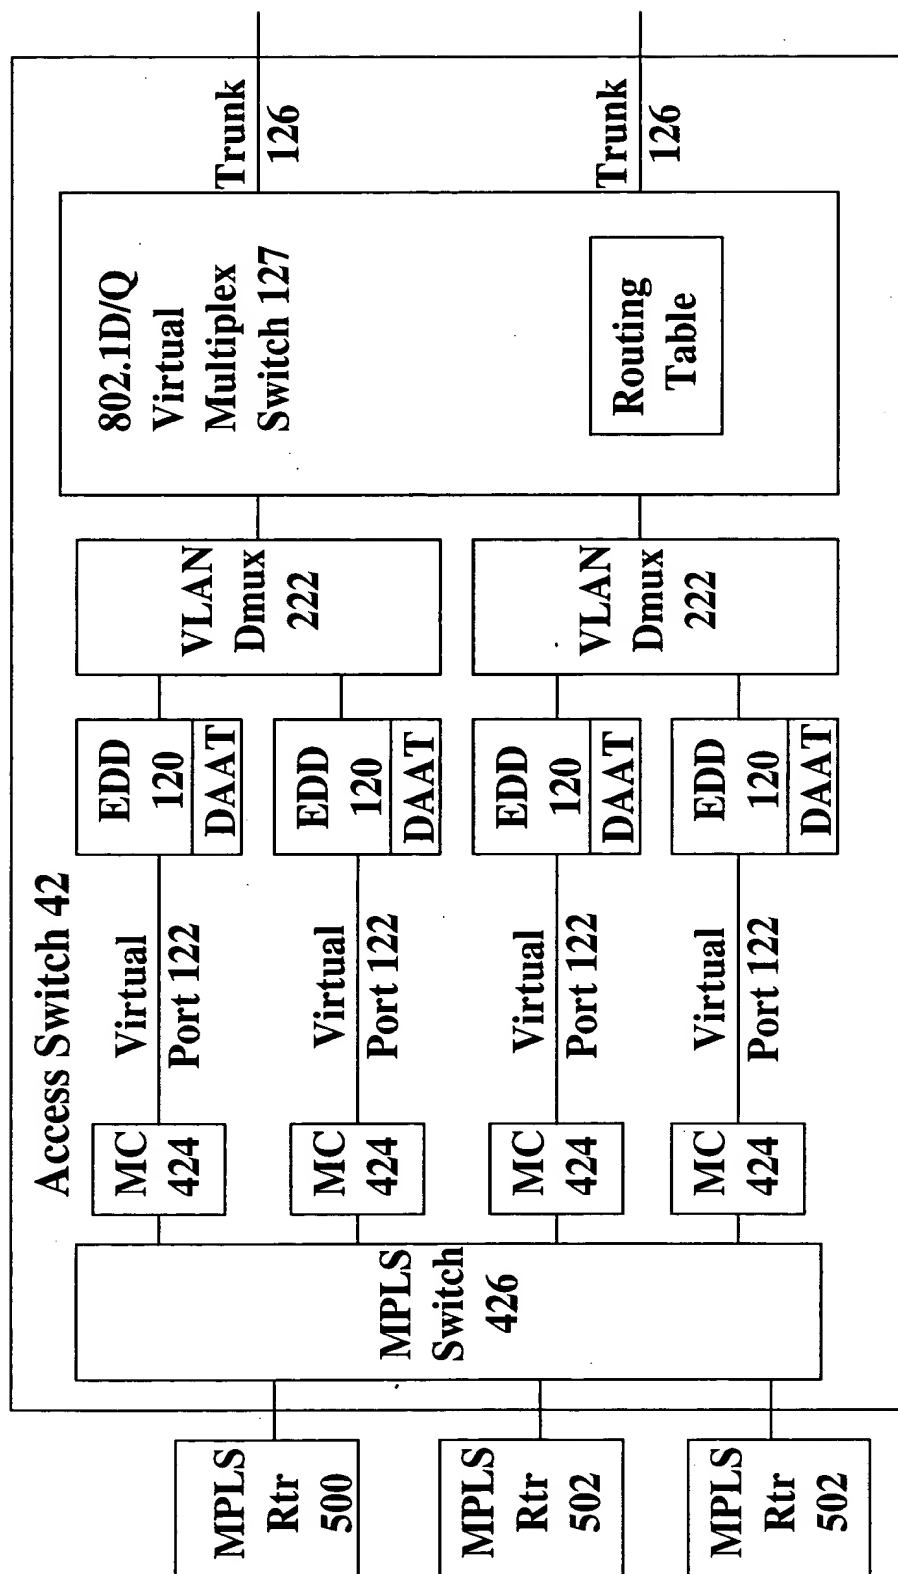 Access Switch 42
MPLS
Rtr
500
MPLS
Rtr
502
MPLS
Rtr
502
MPLS
Switch
426
MC
424
MC
424
MC
424
MC
424
Virtual
Port 122
Virtual
Port 122
Virtual
Port 122
Virtual
Port 122
EDD
120
DAAT
EDD
120
DAAT
EDD
120
DAAT
EDD
120
DAAT
VLAN
Dmux
222
VLAN
Dmux
222
802.1D/Q
Virtual
Multiplex
Switch 127
Routing
Table
Trunk
126
Trunk
126